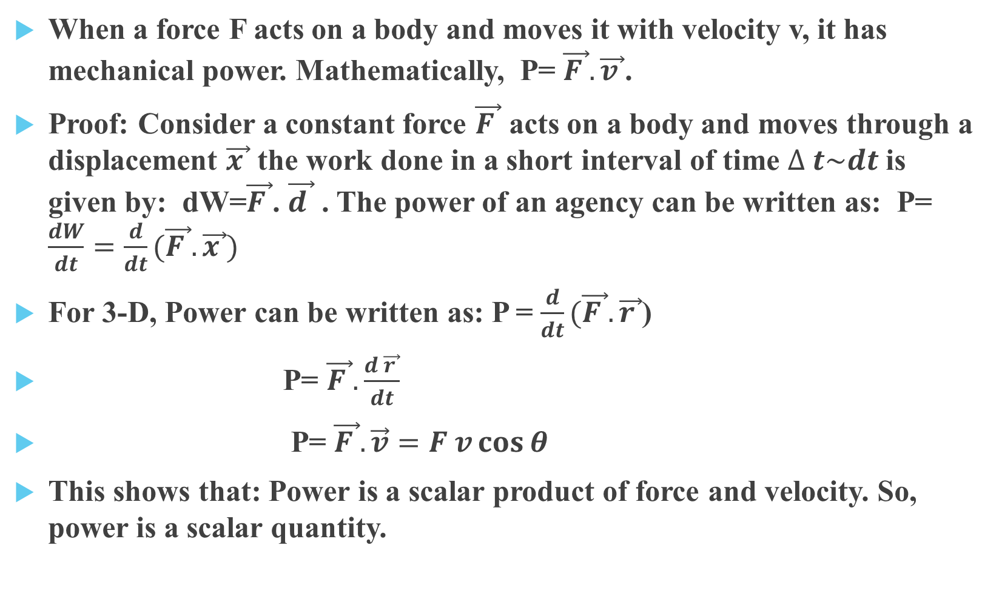 When a force F acts on a body and moves it with velocity v, it has
mechanical power. Mathematically, P= $\overrightarrow{F}.\overrightarrow{v}$.
Proof: Consider a constant force $\overrightarrow{F}$ acts on a body and moves through a
displacement $\overrightarrow{x}$ the work done in a short interval of time Δ t~dt is
given by: dW=$\overrightarrow{F}.\overrightarrow{d}$ . The power of an agency can be written as: P=
$\frac{dW}{dt} = \frac{d}{dt}(\overrightarrow{F}.\overrightarrow{x})$
For 3-D, Power can be written as: P = $\frac{d}{dt}(\overrightarrow{F}.\overrightarrow{r})$
P= $\overrightarrow{F}.\frac{d\overrightarrow{r}}{dt}$
P= $\overrightarrow{F}.\vec{v} = F v \cos θ$
This shows that: Power is a scalar product of force and velocity. So,
power is a scalar quantity.